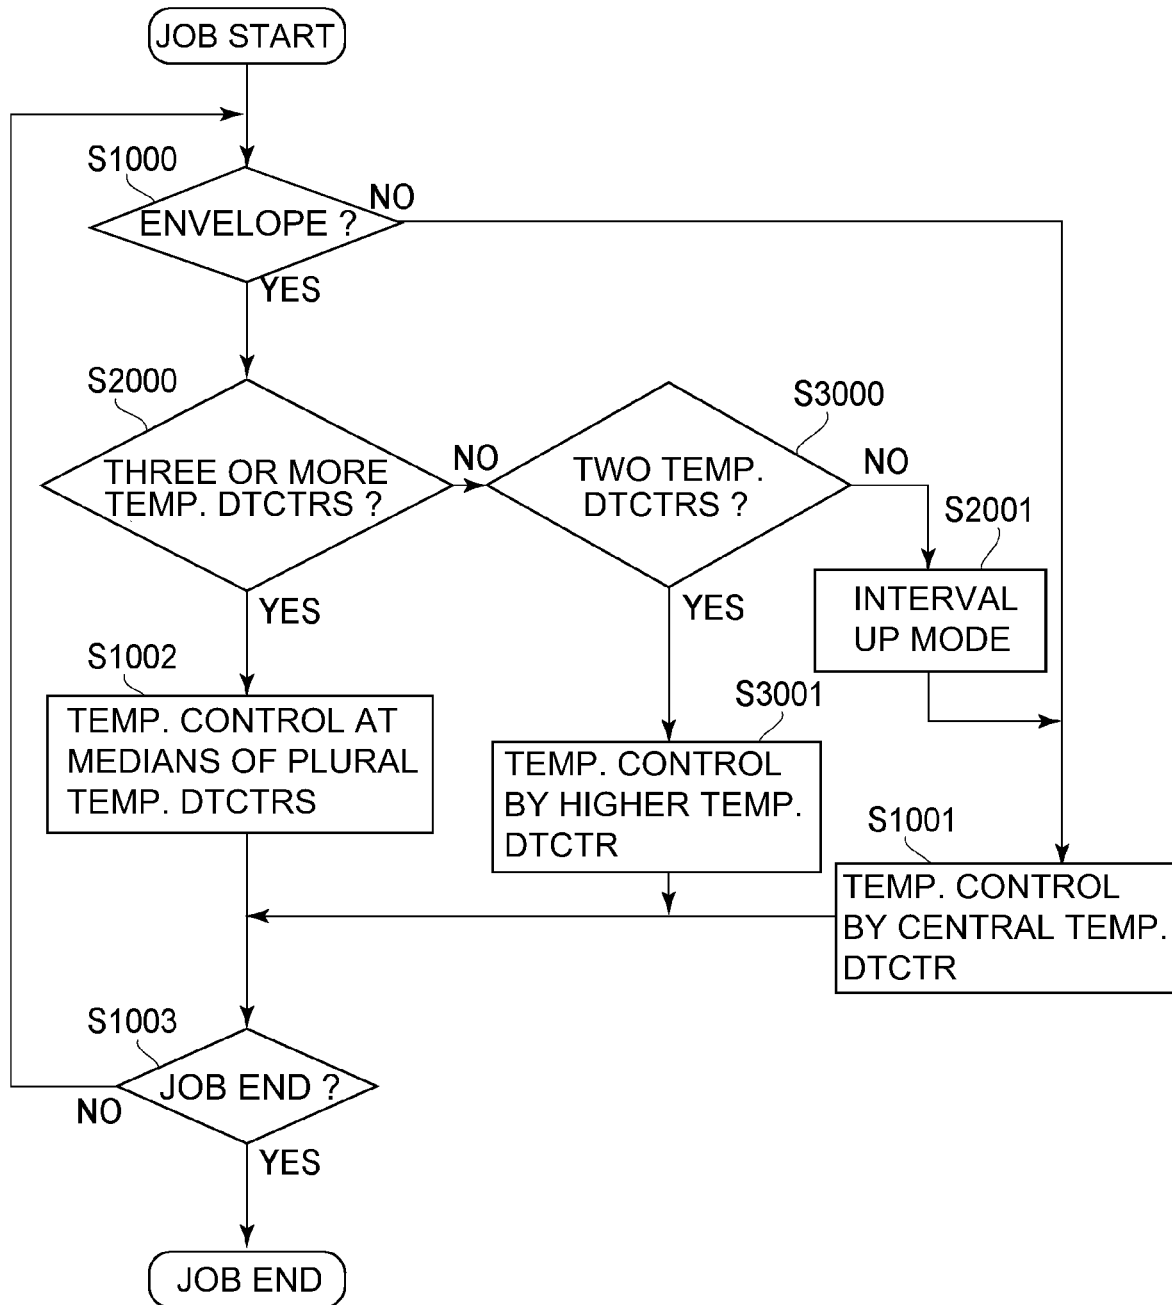 JOB START
S1000
NO
ENVELOPE ?
YES
S2000
THREE OR MORE
TEMP. DTCTRS ?
NO
S3000
TWO TEMP.
DTCTRS ?
NO
S2001
INTERVAL
UP MODE
YES
YES
S1002
TEMP. CONTROL AT
MEDIANS OF PLURAL
TEMP. DTCTRS
S3001
TEMP. CONTROL
BY HIGHER TEMP.
DTCTR
S1001
TEMP. CONTROL
BY CENTRAL TEMP.
DTCTR
S1003
JOB END ?
NO
YES
JOB END